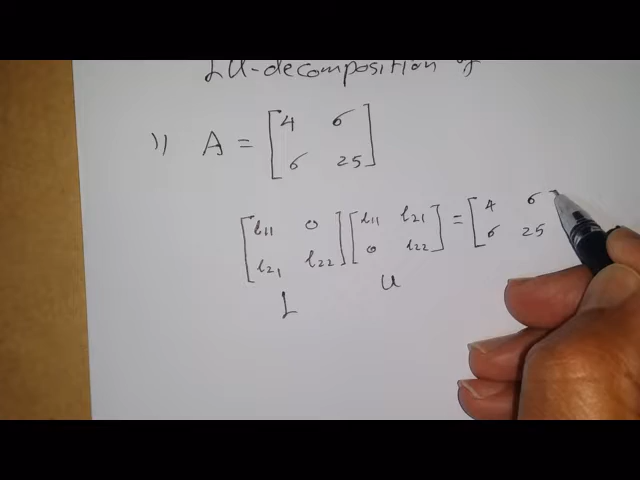 LU-decomposition of
1) A = [4 6
6 25]
[l11 0 [l11 l21 = [4 6
l21 l22] 0 l22] 6 25]
L U